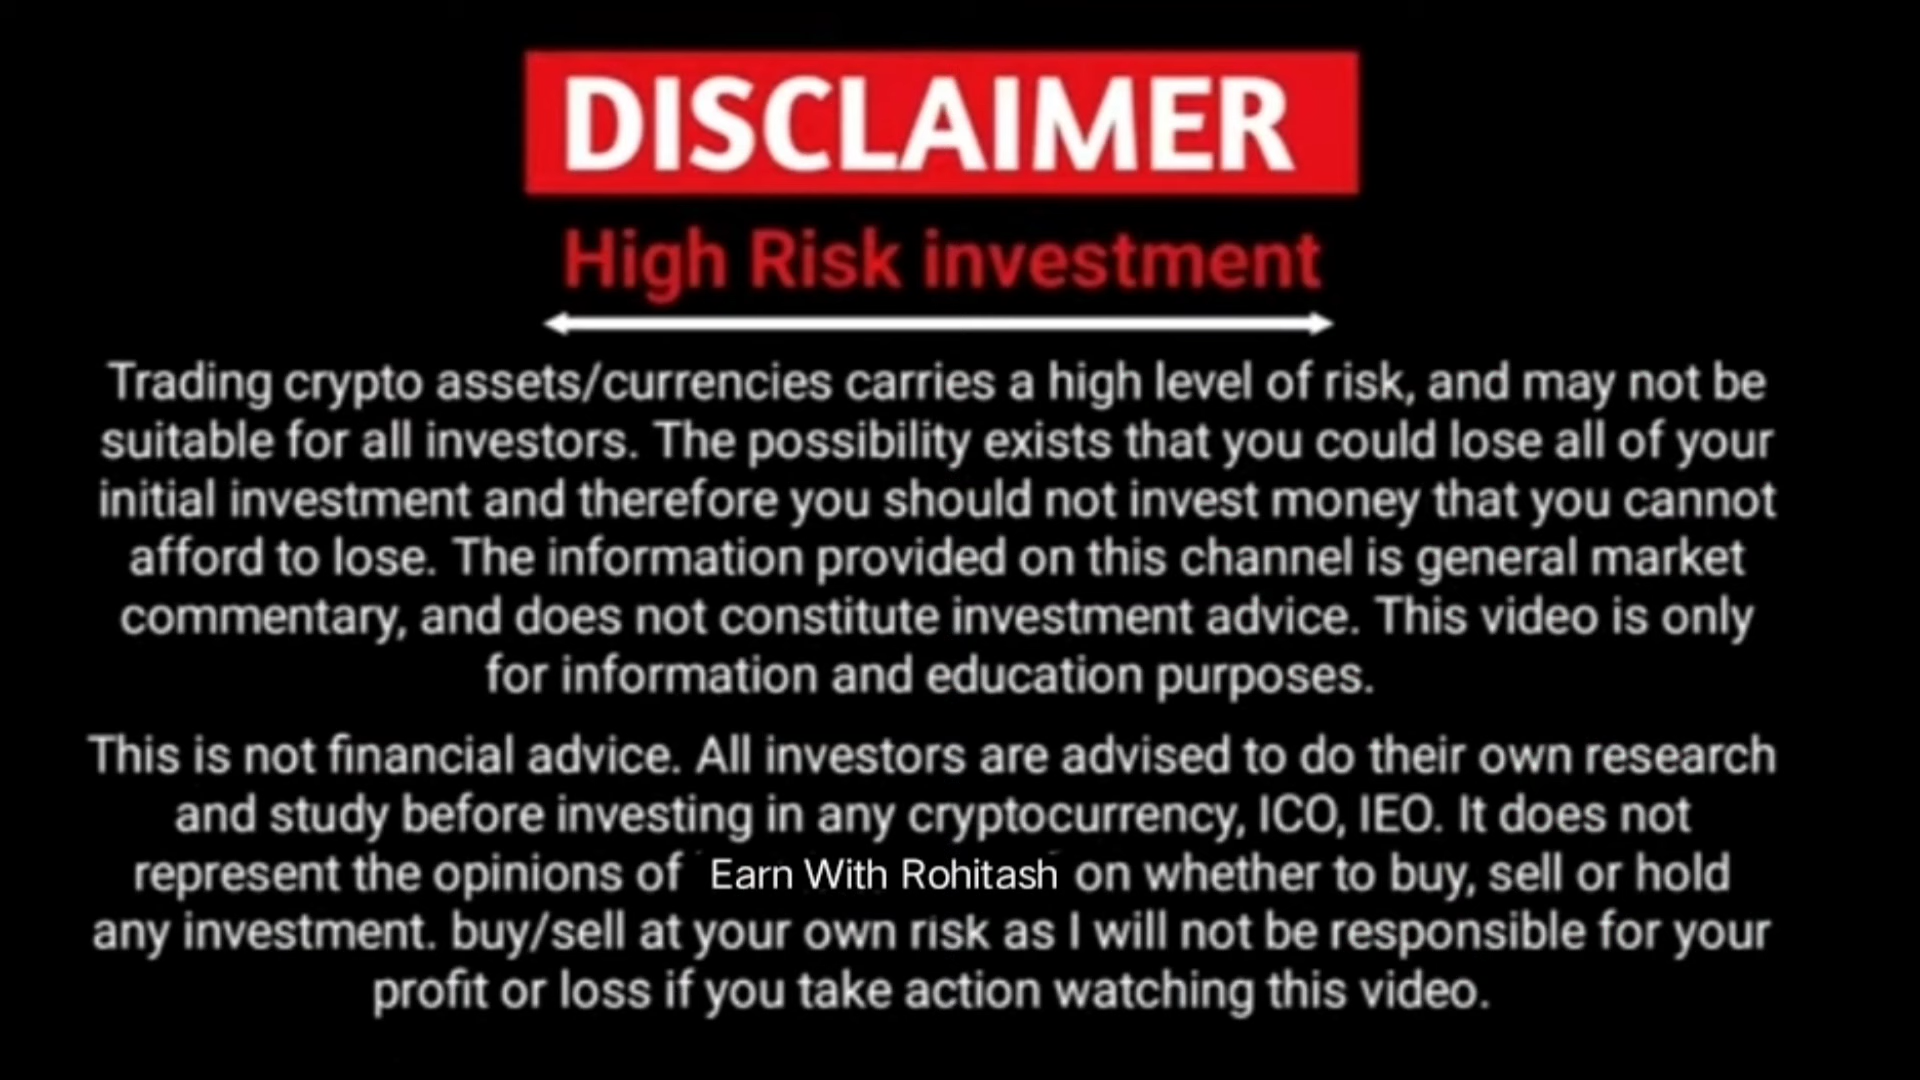 DISCLAIMER
High Risk investment
Trading crypto assets/currencies carries a high level of risk, and may not be
suitable for all investors. The possibility exists that you could lose all of your
initial investment and therefore you should not invest money that you cannot
afford to lose. The information provided on this channel is general market
commentary, and does not constitute investment advice. This video is only
for information and education purposes.
This is not financial advice. All investors are advised to do their own research
and study before investing in any cryptocurrency, ICO, IEO. It does not
represent the opinions of Earn With Rohitash on whether to buy, sell or hold
any investment. buy/sell at your own risk as I will not be responsible for your
profit or loss if you take action watching this video.